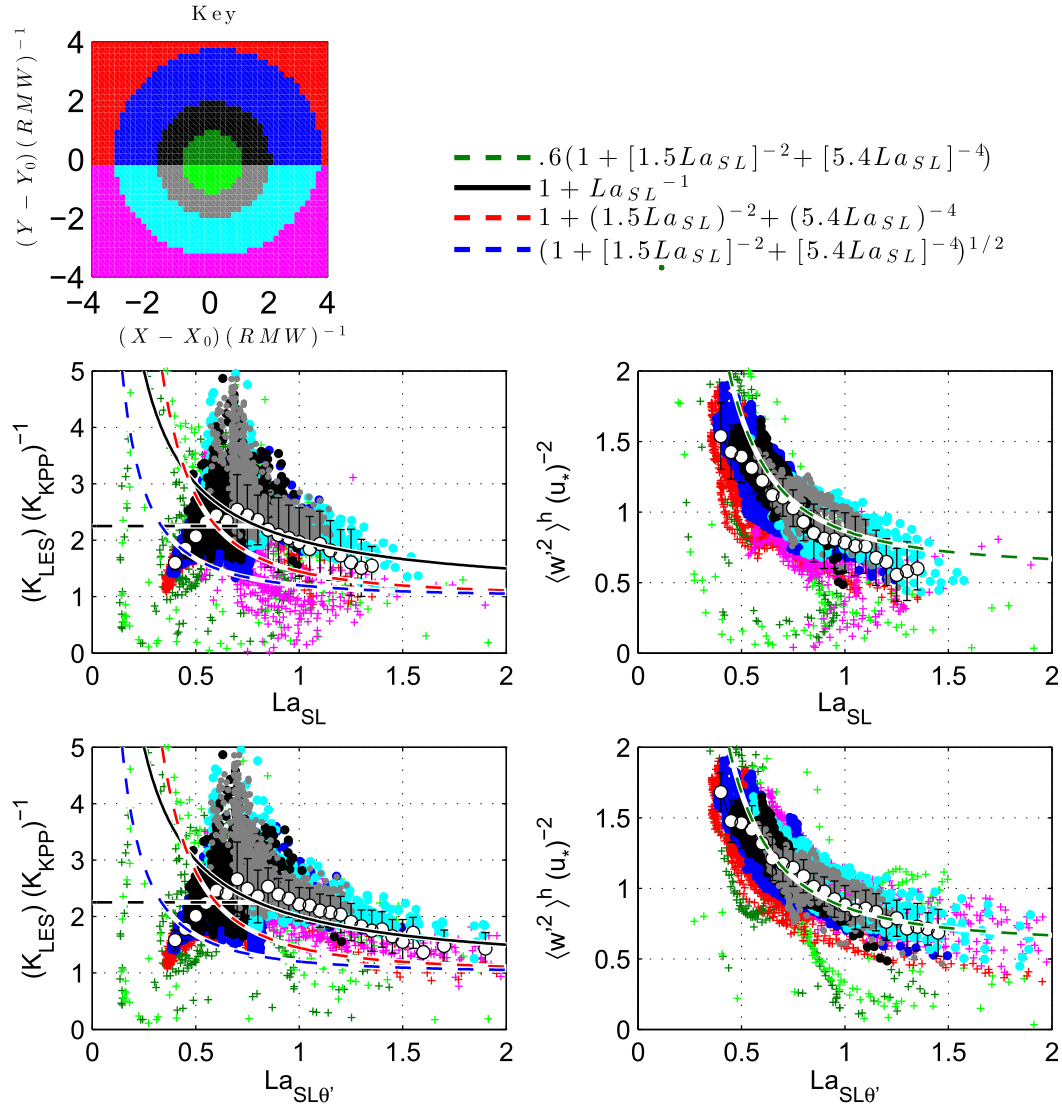 Key
4
2
0
−2
−4
(Y − Y₀)(RMW)⁻¹
−4 −2 0 2 4
(X − X₀)(RMW)⁻¹
.6(1 + [1.5La_SL]⁻² + [5.4La_SL]⁻⁴)
1 + La_SL⁻¹
1 + (1.5La_SL)⁻² + (5.4La_SL)⁻⁴
(1 + [1.5La_SL]⁻² + [5.4La_SL]⁻⁴)^1/2
5
4
3
2
1
0
(K_LES) (K_KPP)⁻¹
0 0.5 1 1.5 2
La_SL
2
1.5
1
0.5
0
⟨w'²⟩ʰ (u_*)⁻²
0 0.5 1 1.5 2
La_SL
5
4
3
2
1
0
(K_LES) (K_KPP)⁻¹
0 0.5 1 1.5 2
La_SLθ'
2
1.5
1
0.5
0
⟨w'²⟩ʰ (u_*)⁻²
0 0.5 1 1.5 2
La_SLθ'